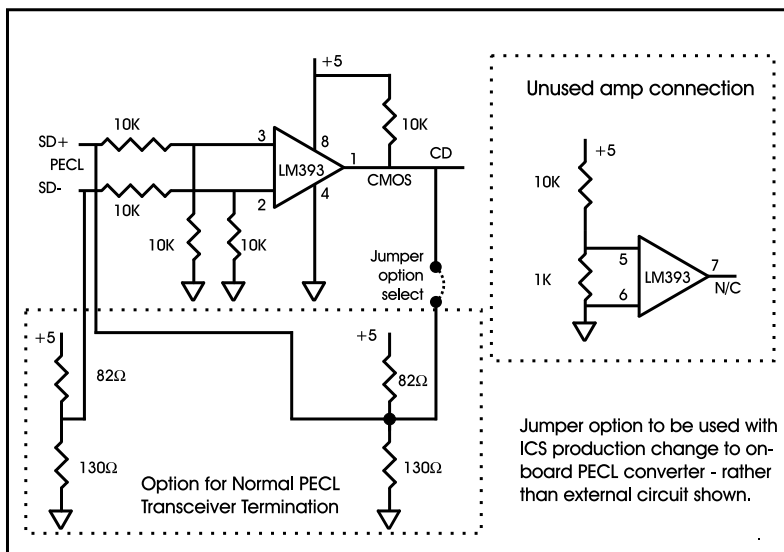 +5
Unused amp connection
10K
10K
SD+
3
8
LM393
1
CD
PECL
CMOS
SD-
2
4
10K
10K
10K
Jumper
option
select
+5
10K
5
7
LM393
1K
N/C
6
+5
+5
82Ω
82Ω
130Ω
130Ω
Option for Normal PECL
Transceiver Termination
Jumper option to be used with
ICS production change to on-
board PECL converter - rather
than external circuit shown.